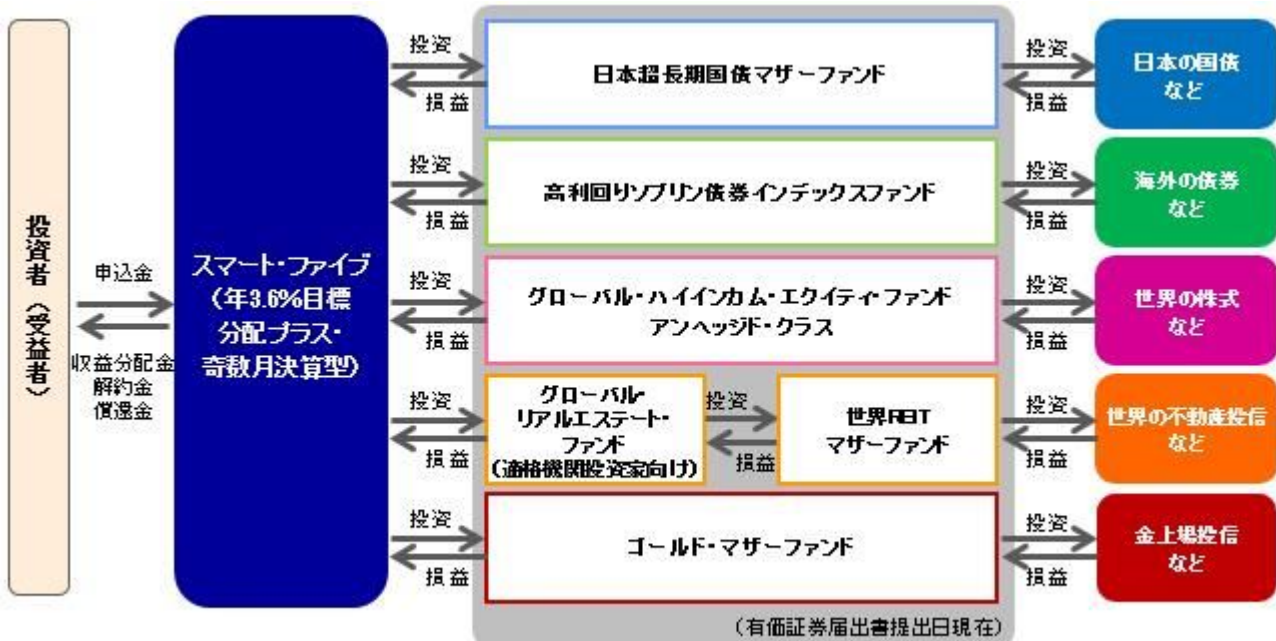 投資者（受益者）
申込金
収益分配金
解約金
償還金
スマート・ファイブ
（年3.6%目標
分配プラス・
奇数月決算型）
投資
損益
日本超長期国債マザーファンド
投資
損益
日本の国債
など
投資
損益
高利回りソブリン債券インデックスファンド
投資
損益
海外の債券
など
投資
損益
グローバル・ハイインカム・エクイティ・ファンド
アンヘッジド・クラス
投資
損益
世界の株式
など
投資
損益
グローバル・
リアルエステート・
ファンド
（適格機関投資家向け）
投資
損益
世界REIT
マザーファンド
投資
損益
世界の不動産投信
など
投資
損益
ゴールド・マザーファンド
投資
損益
金上場投信
など
（有価証券届出書提出日現在）